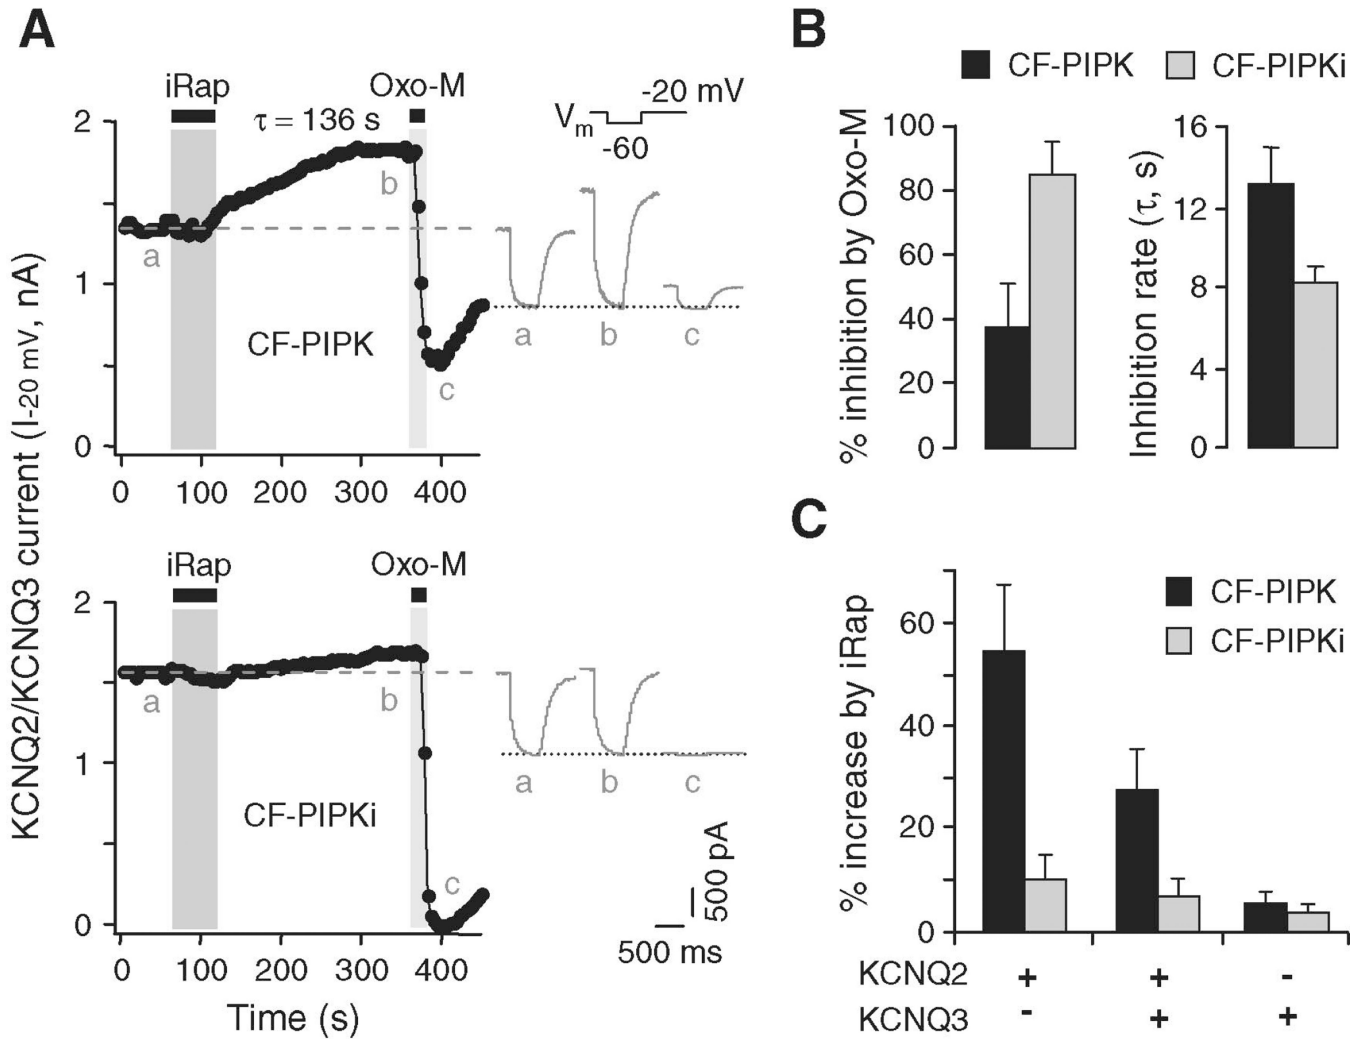 A
iRap
Oxo-M
τ = 136 s
-20 mV
Vm
-60
2
1
0
a
b
c
CF-PIPK
a
b
c
0 100 200 300 400
iRap
Oxo-M
2
1
0
a
b
c
CF-PIPKi
a
b
c
500 pA
500 ms
0 100 200 300 400
Time (s)
KCNQ2/KCNQ3 current (I-20 mV, nA)
B
CF-PIPK
CF-PIPKi
% inhibition by Oxo-M
100
80
60
40
20
0
Inhibition rate (τ, s)
16
12
8
4
0
C
CF-PIPK
CF-PIPKi
% increase by iRap
60
40
20
0
KCNQ2 + + -
KCNQ3 - + +